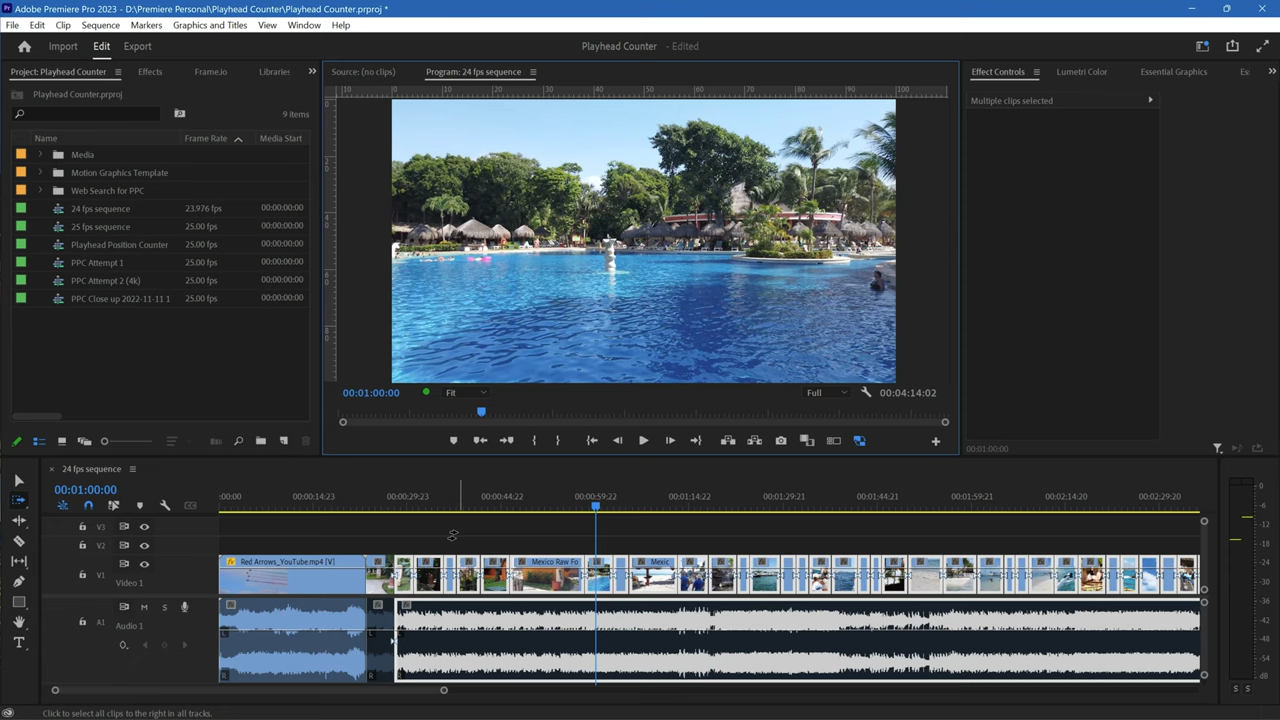 Adobe Premiere Pro 2023 - D:\Premiere Personal\Playhead Counter\Playhead Counter.prproj *
File Edit Clip Sequence Markers Graphics and Titles View Window Help
Import Edit Export
Playhead Counter - Edited
Project: Playhead Counter Effects Frame.io Libraries
Source: (no clips) Program: 24 fps sequence
Effect Controls Lumetri Color Essential Graphics
Playhead Counter.prproj
9 items
Multiple clips selected
Name Frame Rate Media Start
Media
Motion Graphics Template
Web Search for PPC
24 fps sequence 23.976 fps 00:00:00:00
25 fps sequence 25.00 fps 00:00:00:00
Playhead Position Counter 25.00 fps 00:00:00:00
PPC Attempt 1 25.00 fps 00:00:00:00
PPC Attempt 2 (4k) 25.00 fps 00:00:00:00
PPC Close up 2022-11-11 1 25.00 fps 00:00:00:00
00:01:00:00 Fit Full 00:04:14:02
00:01:00:00
24 fps sequence
00:01:00:00
:00:00 00:00:14:23 00:00:29:23 00:00:44:22 00:00:59:22 00:01:14:22 00:01:29:21 00:01:44:21 00:01:59:21 00:02:14:20 00:02:29:20
V3
V2
V1 Video 1
Red Arrows_YouTube.mp4 [V] Mexico Raw Fo Mexic
A1 M S
Audio 1
0 -6 -12 -18 -24 -30 -36 -42 -48 -54 dB
S S
Click to select all clips to the right in all tracks.